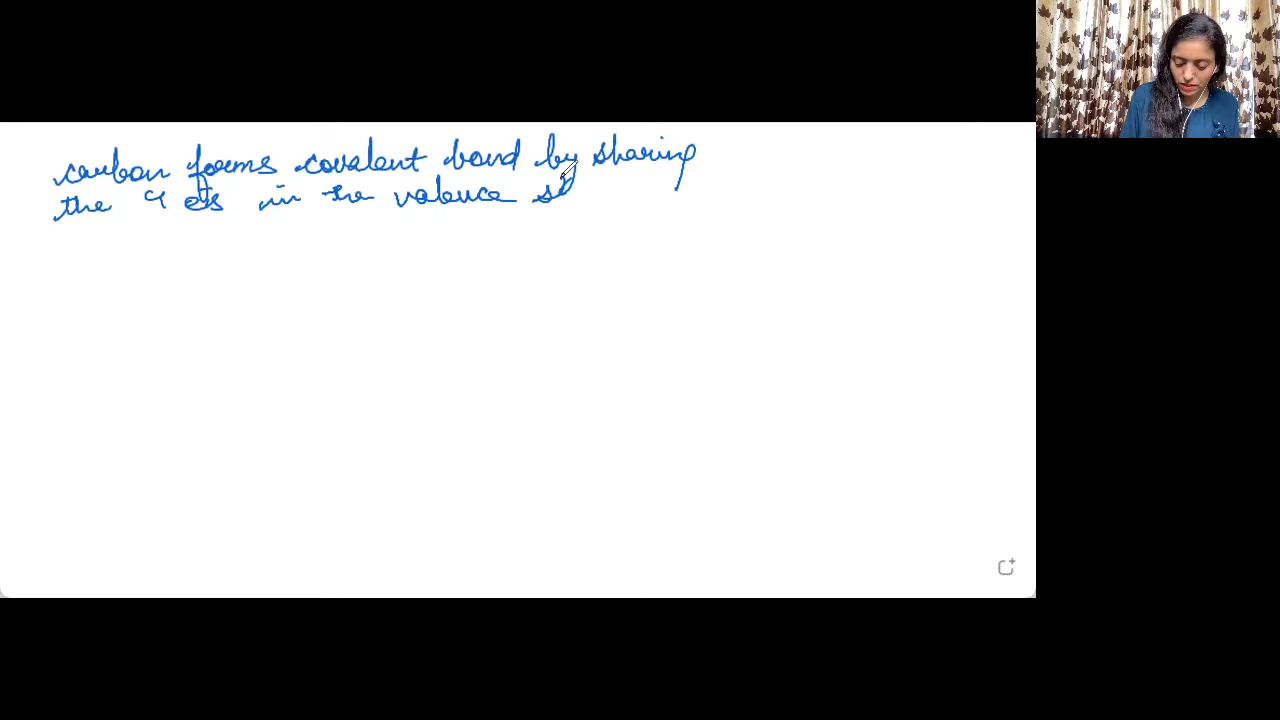 carbon forms covalent bond by sharing
the 4 e⁻s in the valence s